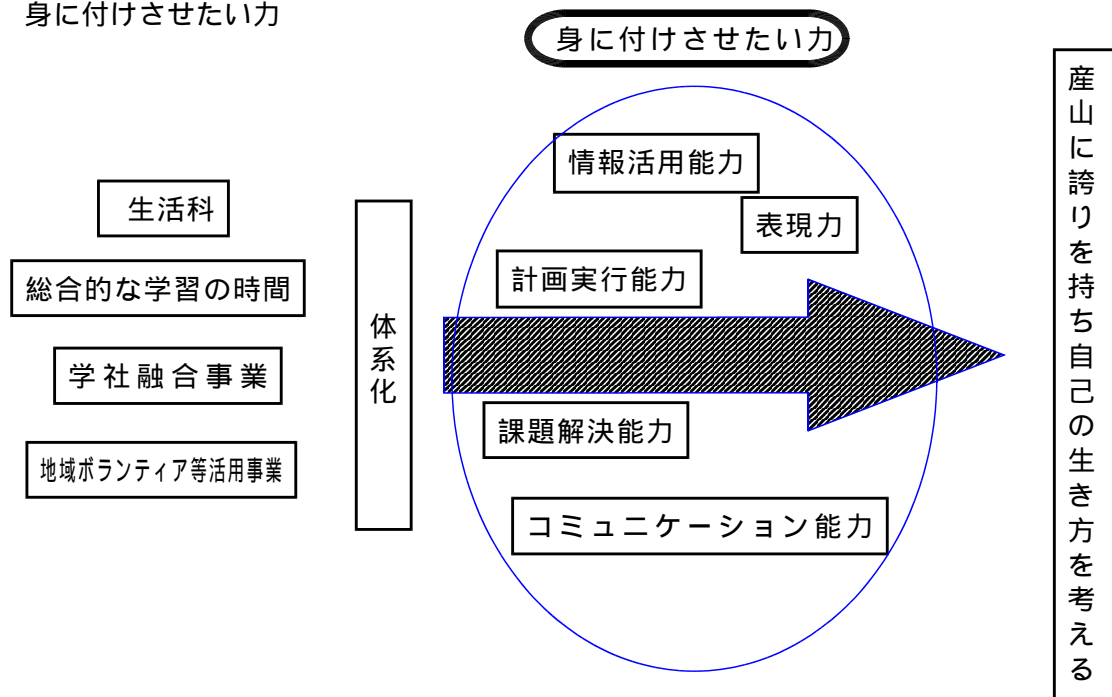 身に付けさせたい力
身に付けさせたい力
生活科
総合的な学習の時間
学社融合事業
地域ボランティア等活用事業
体系化
情報活用能力
表現力
計画実行能力
課題解決能力
コミュニケーション能力
産山に誇りを持ち自己の生き方を考える